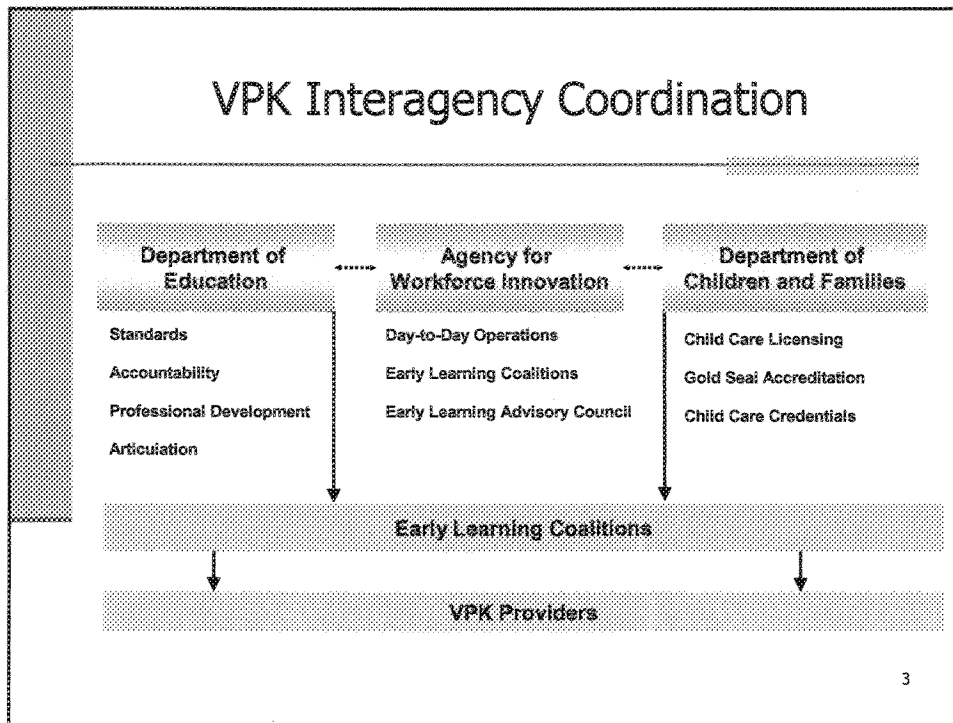 VPK Interagency Coordination
Department of
Education
Agency for
Workforce Innovation
Department of
Children and Families
Standards
Accountability
Professional Development
Articulation
Day-to-Day Operations
Early Learning Coalitions
Early Learning Advisory Council
Child Care Licensing
Gold Seal Accreditation
Child Care Credentials
Early Learning Coalitions
VPK Providers
3